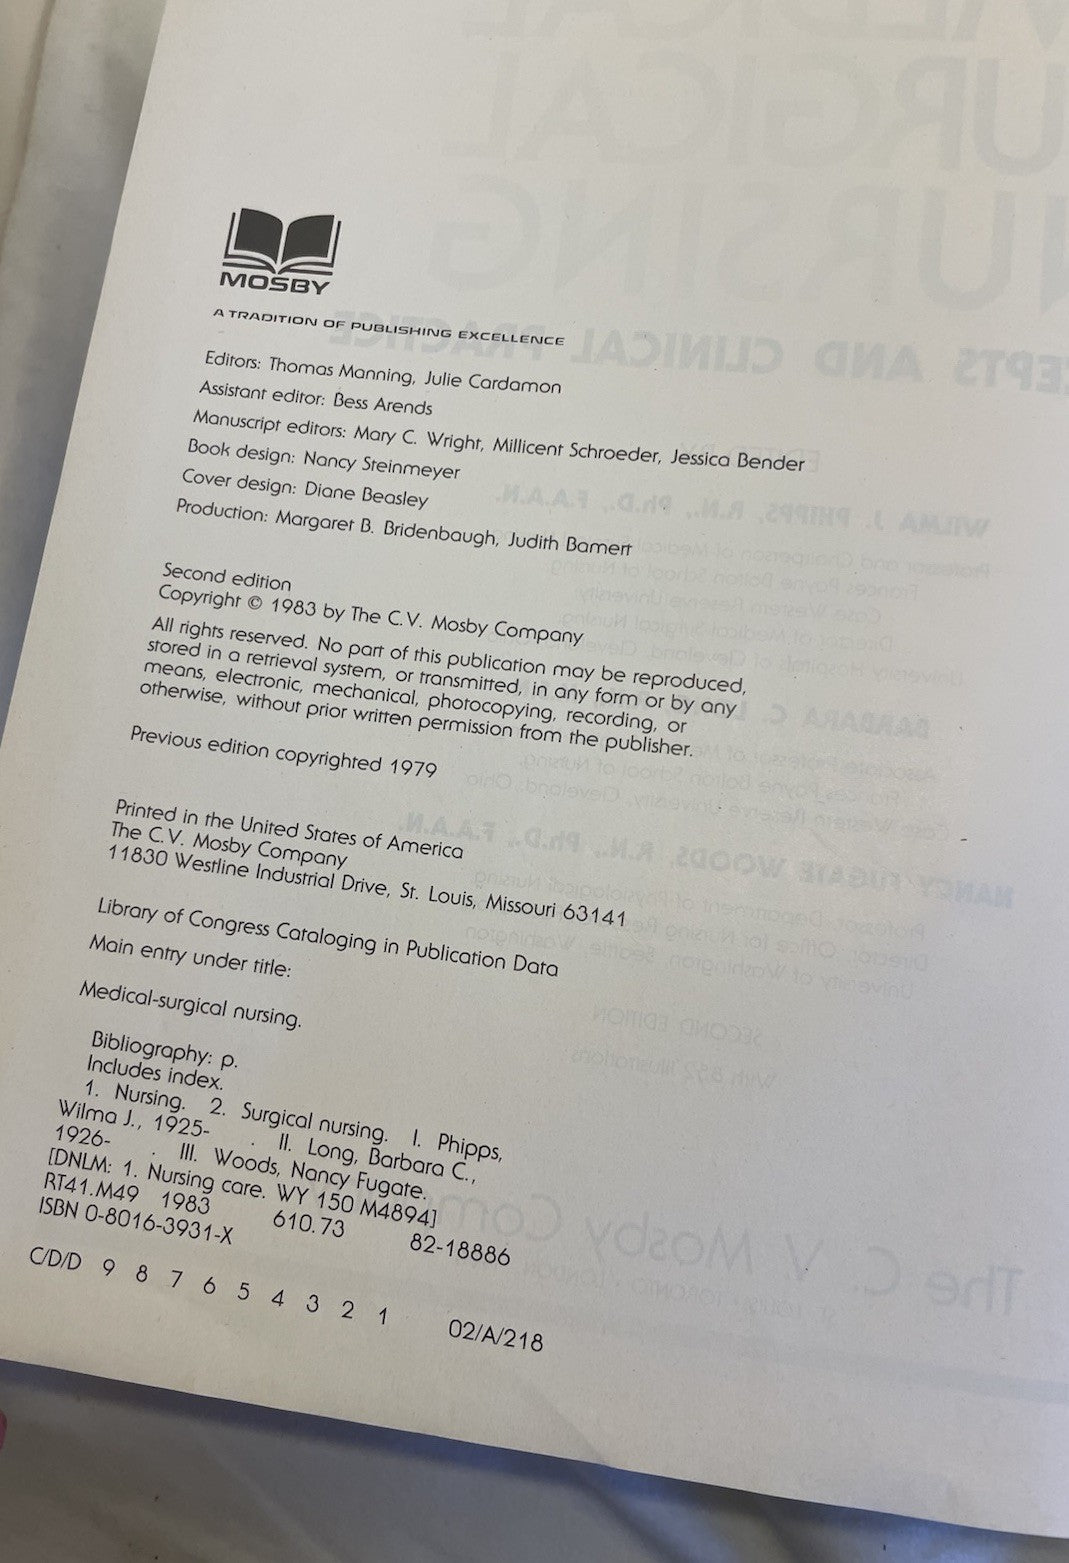 MOSBY
A TRADITION OF PUBLISHING EXCELLENCE
Editors: Thomas Manning, Julie Cardamon
Assistant editor: Bess Arends
Manuscript editors: Mary C. Wright, Millicent Schroeder, Jessica Bender
Book design: Nancy Steinmeyer
Cover design: Diane Beasley
Production: Margaret B. Bridenbaugh, Judith Bamert
Second edition
Copyright © 1983 by The C.V. Mosby Company
All rights reserved. No part of this publication may be reproduced,
stored in a retrieval system, or transmitted, in any form or by any
means, electronic, mechanical, photocopying, recording, or
otherwise, without prior written permission from the publisher.
Previous edition copyrighted 1979
Printed in the United States of America
The C.V. Mosby Company
11830 Westline Industrial Drive, St. Louis, Missouri 63141
Library of Congress Cataloging in Publication Data
Main entry under title:
Medical-surgical nursing.
Bibliography: p.
Includes index.
1. Nursing. 2. Surgical nursing. I. Phipps,
Wilma J., 1925- . II. Long, Barbara C.,
1926- . III. Woods, Nancy Fugate.
[DNLM: 1. Nursing care. WY 150 M4894]
RT41.M49 1983 610.73 82-18886
ISBN 0-8016-3931-X
C/D/D 9 8 7 6 5 4 3 2 1 02/A/218